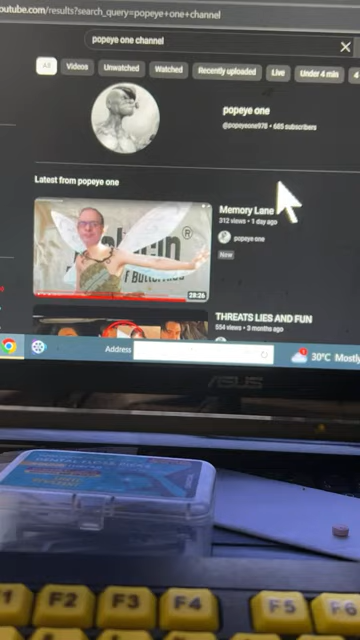 outube.com/results?search_query=popeye+one+channel
popeye one channel
All Videos Unwatched Watched Recently uploaded Live Under 4 min 4
popeye one
@popeyeone978 • 685 subscribers
Latest from popeye one
Memory Lane
312 views • 1 day ago
popeye one
New
28:26
THREATS LIES AND FUN
554 views • 3 months ago
Address
30°C Mostly
ASUS
F2 F3 F4 F5 F6